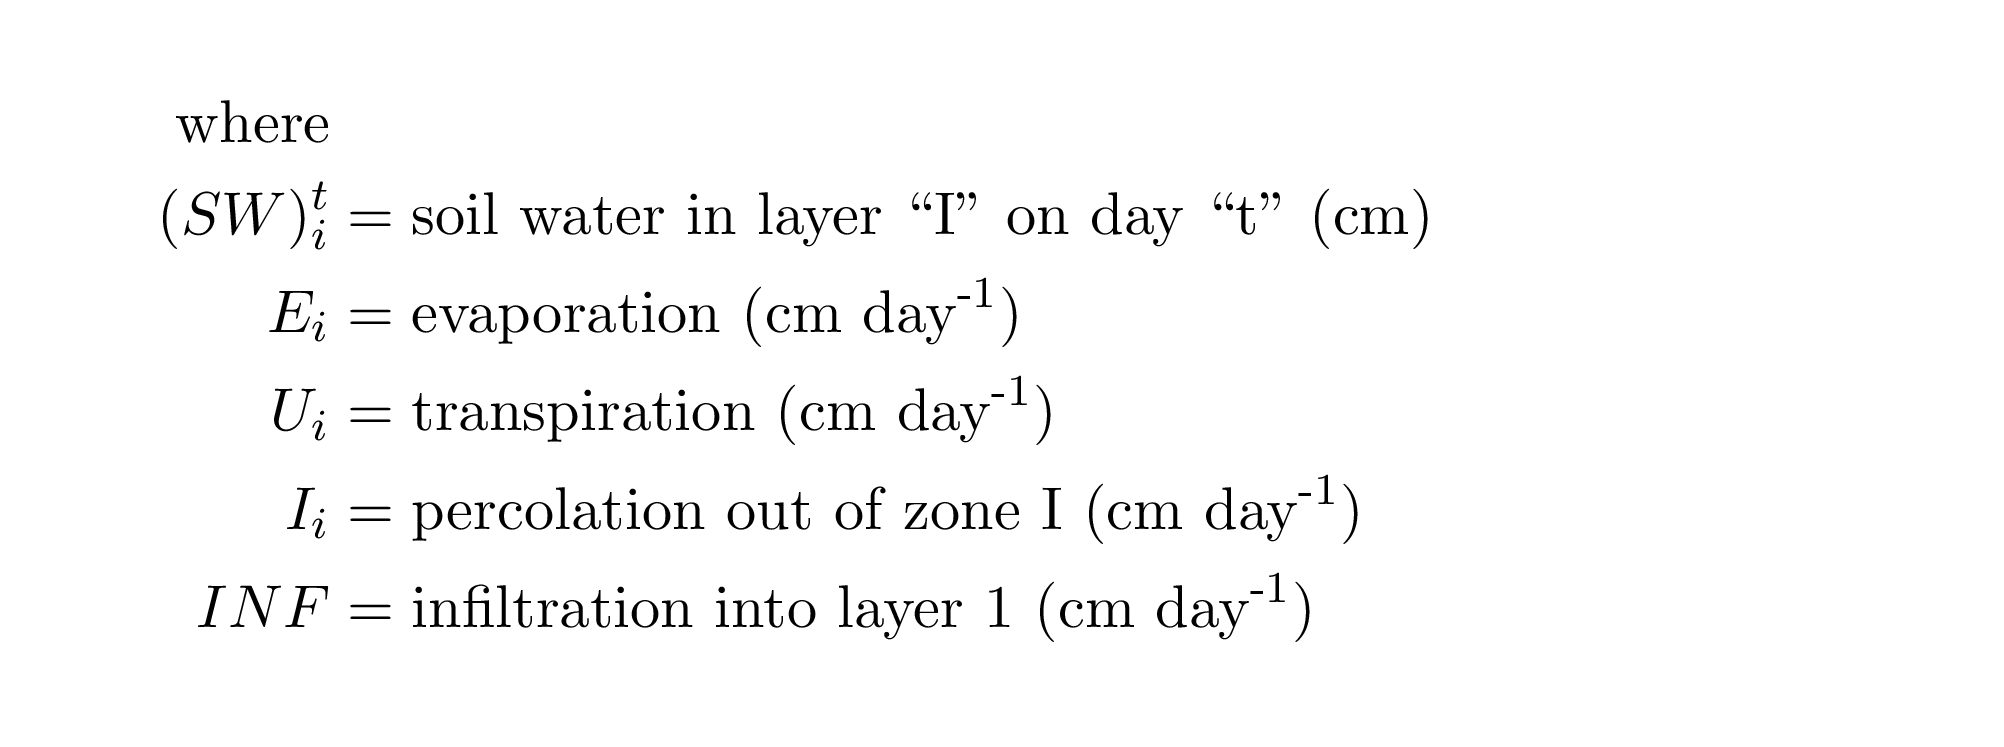 where
$(SW)_i^t$ = soil water in layer “I” on day “t” (cm)
$E_i$ = evaporation (cm day$^{-1}$)
$U_i$ = transpiration (cm day$^{-1}$)
$I_i$ = percolation out of zone I (cm day$^{-1}$)
$INF$ = infiltration into layer 1 (cm day$^{-1}$)